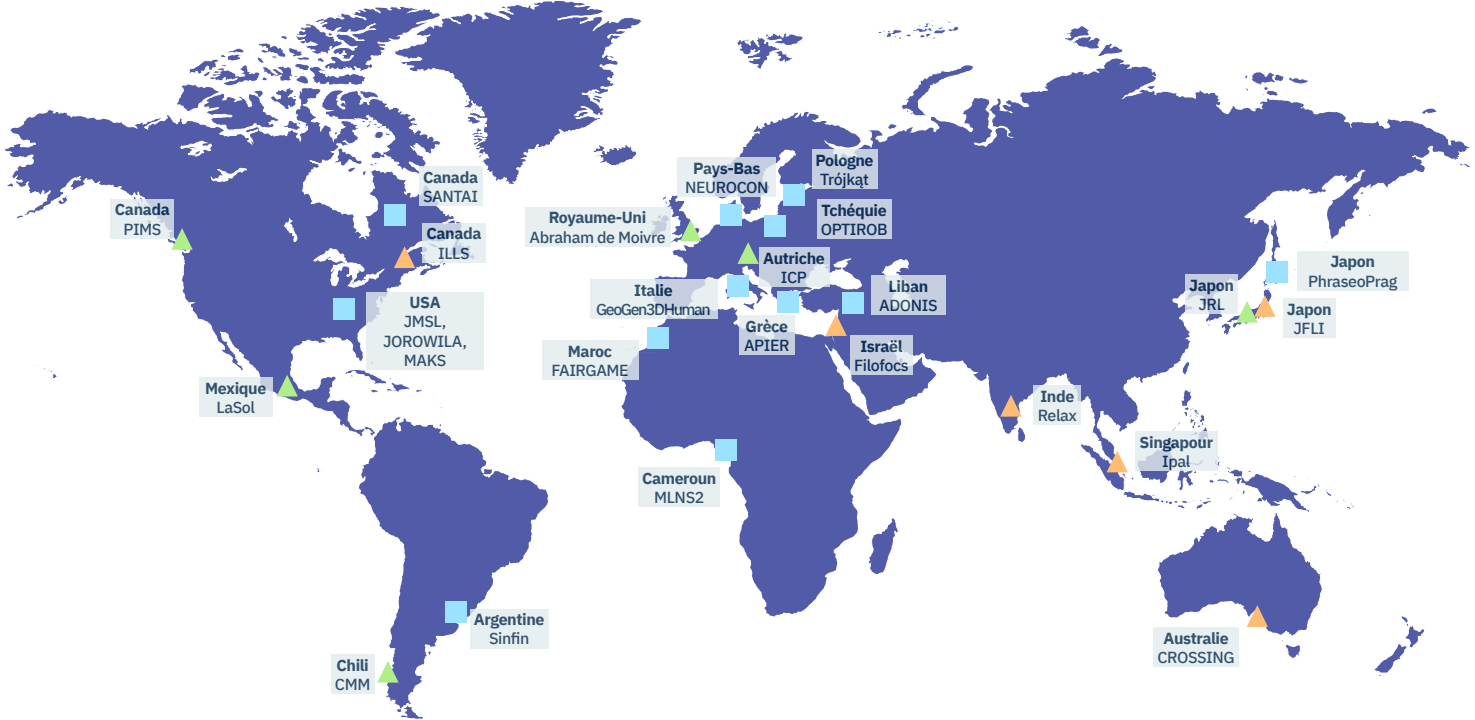 Canada
SANTAI
Canada
PIMS
Canada
ILLS
USA
JMSL,
JOROWILA,
MAKS
Mexique
LaSol
Argentine
Sinfin
Chili
CMM
Pays-Bas
NEUROCON
Pologne
Trójkąt
Royaume-Uni
Abraham de Moivre
Tchéquie
OPTIROB
Autriche
ICP
Italie
GeoGen3DHuman
Liban
ADONIS
Grèce
APIER
Maroc
FAIRGAME
Israël
Filofocs
Cameroun
MLNS2
Japon
PhraseoPrag
Japon
JRL
Japon
JFLI
Inde
Relax
Singapour
Ipal
Australie
CROSSING